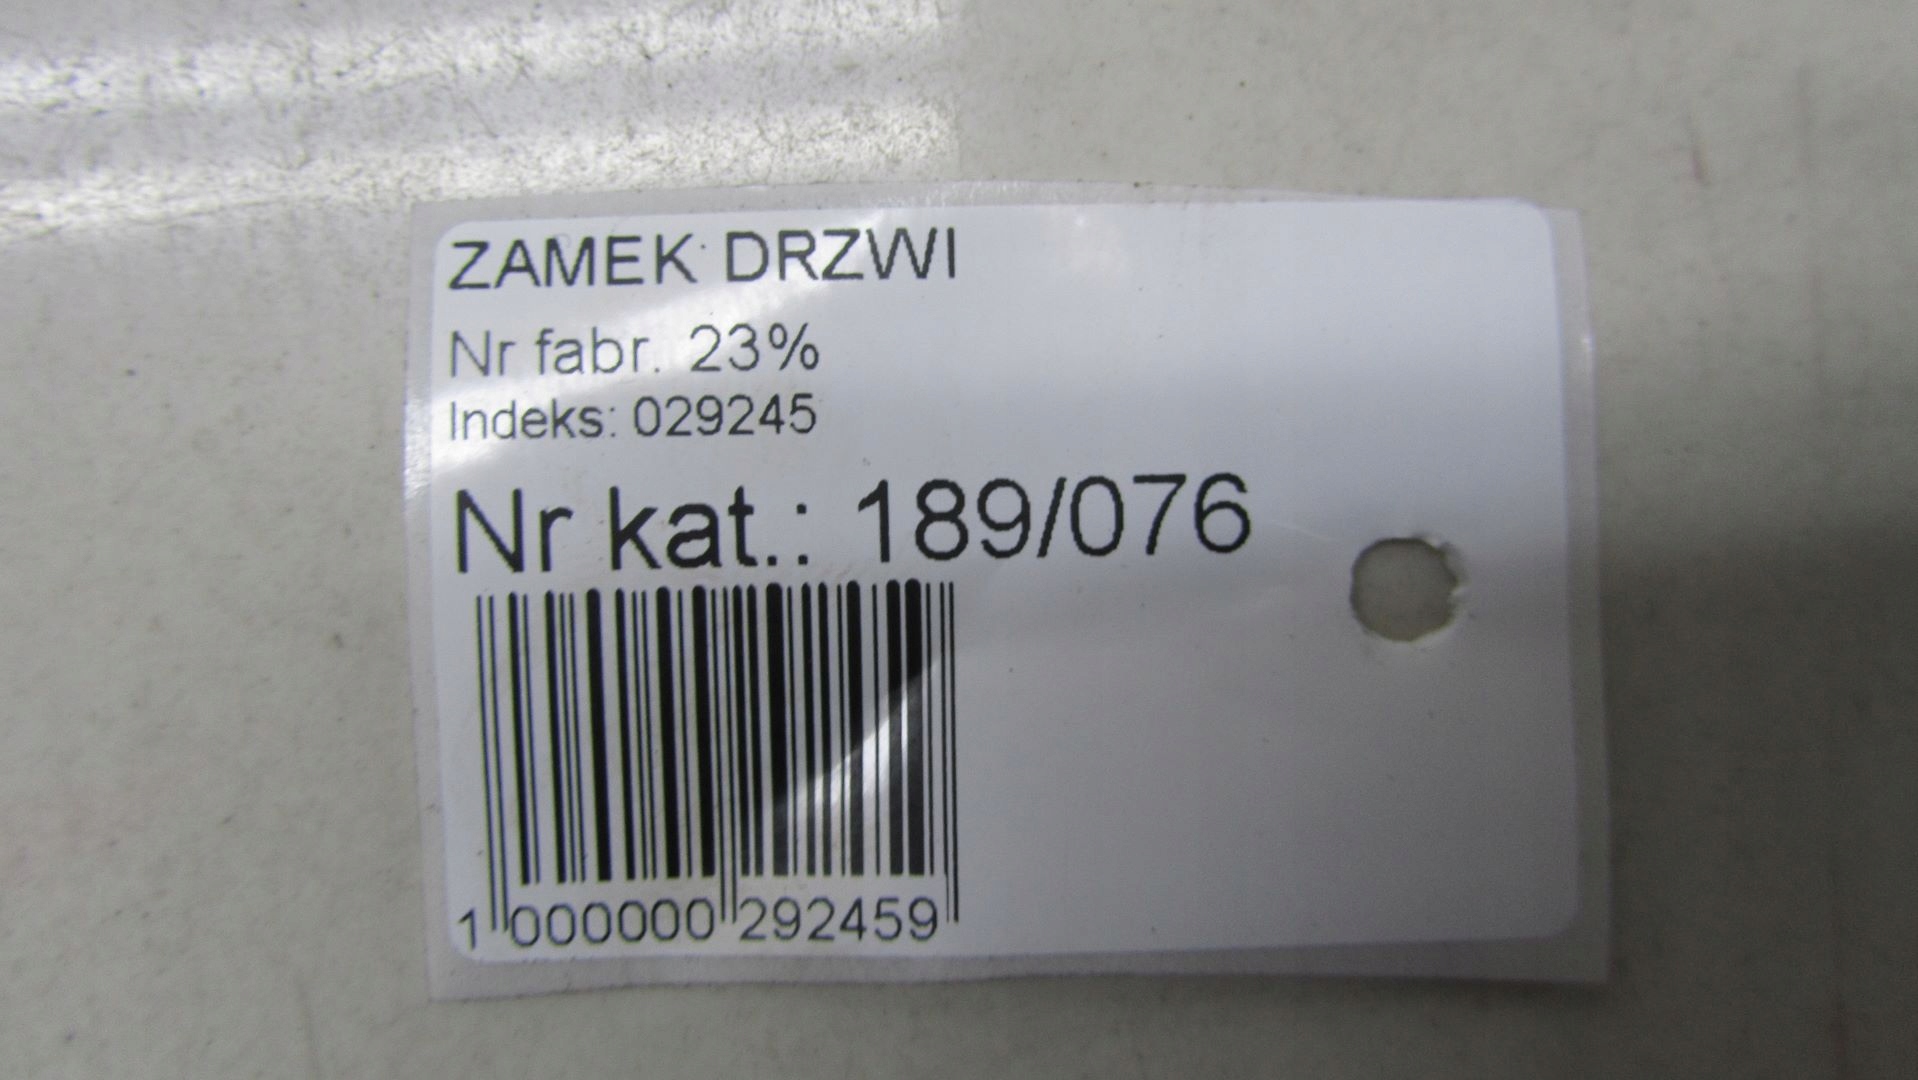 ZAMEK DRZWI
Nr fabr. 23%
Indeks: 029245
Nr kat.: 189/076
1 000000 292459